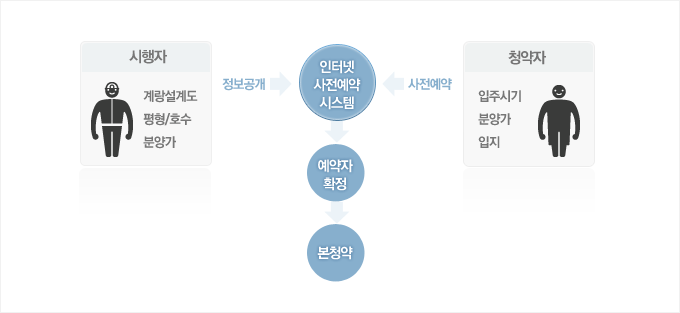 시행자
계랑설계도
평형/호수
분양가
정보공개
인터넷
사전예약
시스템
사전예약
청약자
입주시기
분양가
입지
예약자
확정
본청약